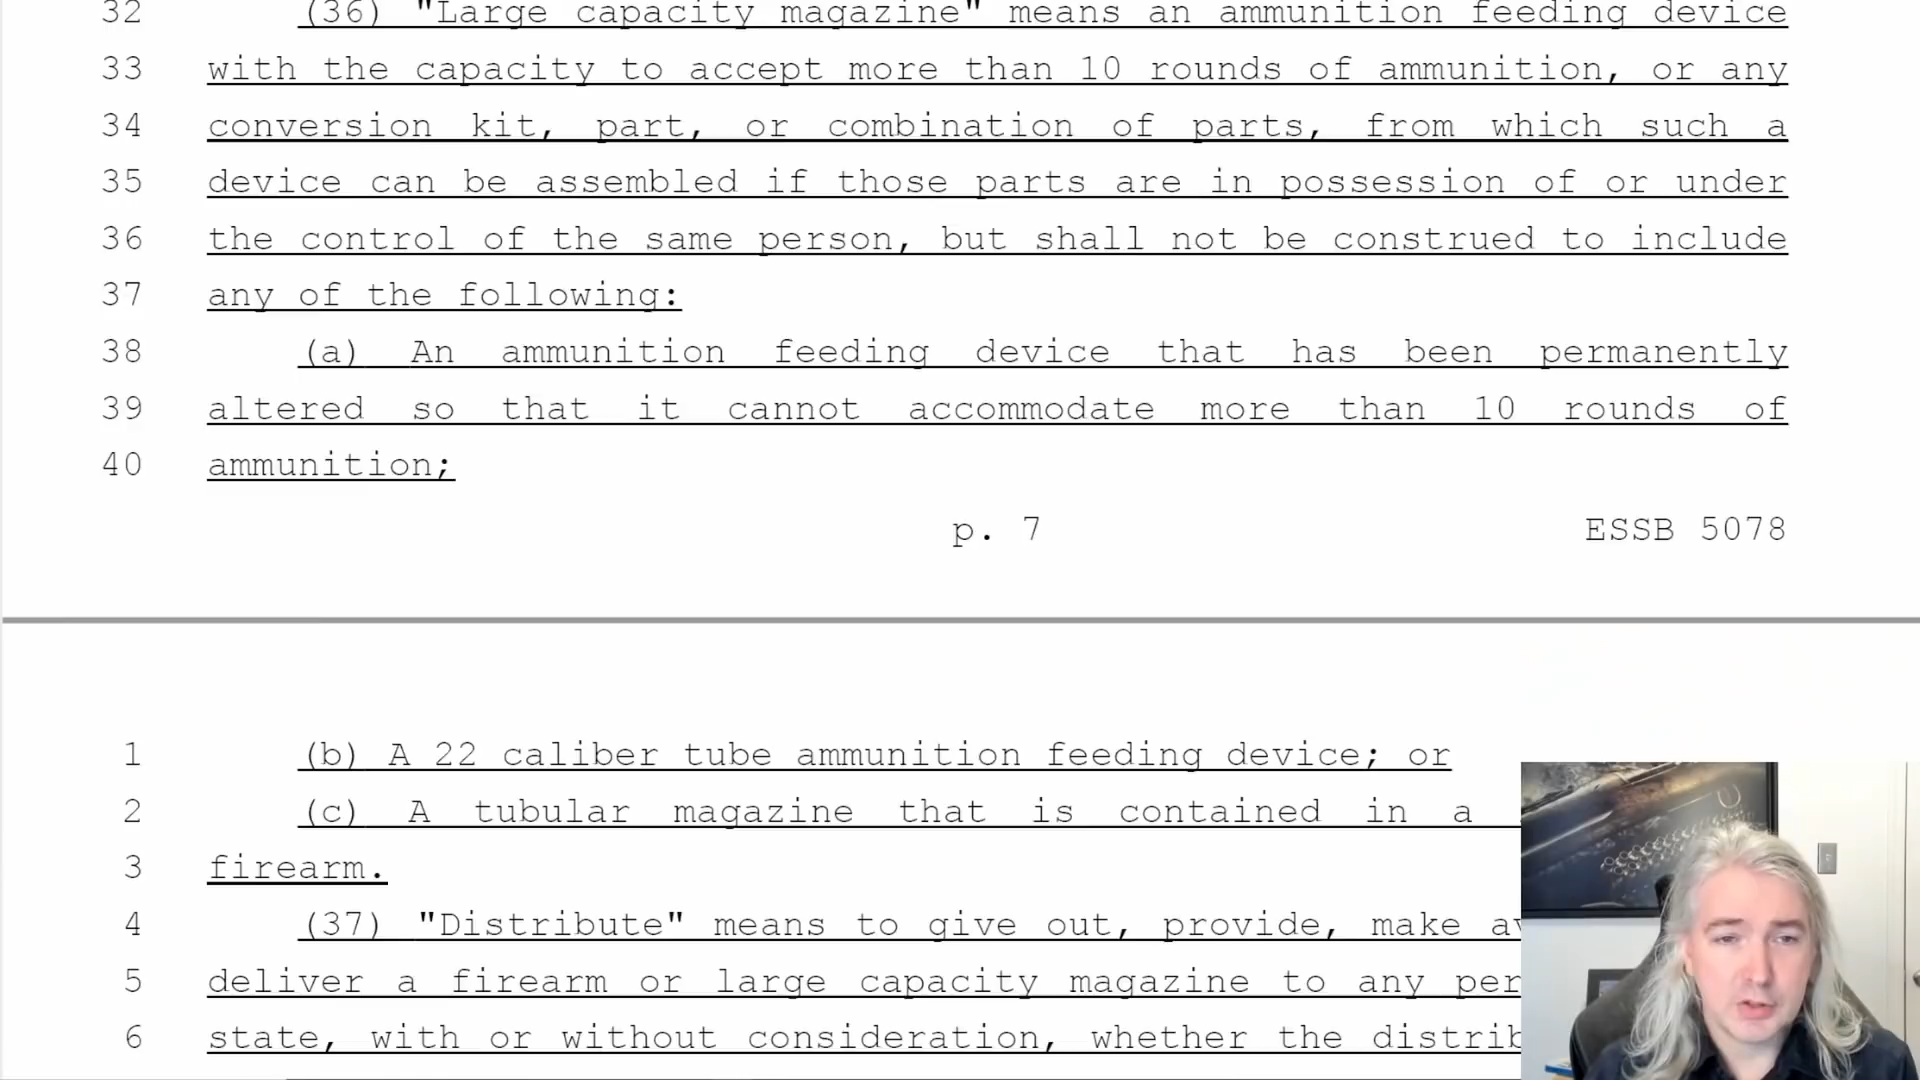 32 (36) "Large capacity magazine" means an ammunition feeding device
33 with the capacity to accept more than 10 rounds of ammunition, or any
34 conversion kit, part, or combination of parts, from which such a
35 device can be assembled if those parts are in possession of or under
36 the control of the same person, but shall not be construed to include
37 any of the following:
38 (a) An ammunition feeding device that has been permanently
39 altered so that it cannot accommodate more than 10 rounds of
40 ammunition;
p. 7 ESSB 5078
1 (b) A 22 caliber tube ammunition feeding device; or
2 (c) A tubular magazine that is contained in a
3 firearm.
4 (37) "Distribute" means to give out, provide, make
5 deliver a firearm or large capacity magazine to any
6 state, with or without consideration, whether the